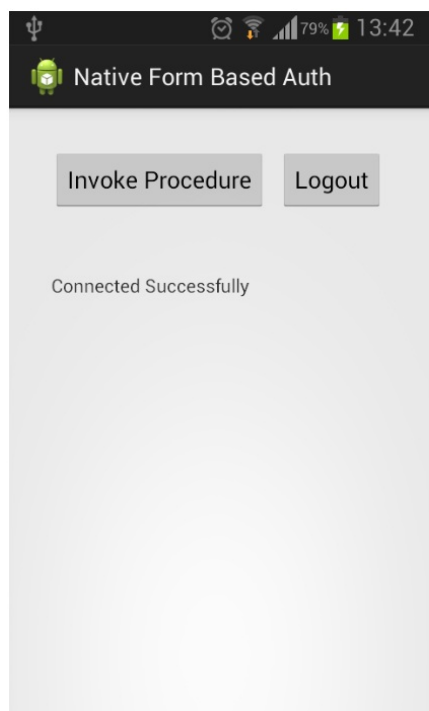 79% 13:42
Native Form Based Auth
Invoke Procedure Logout
Connected Successfully